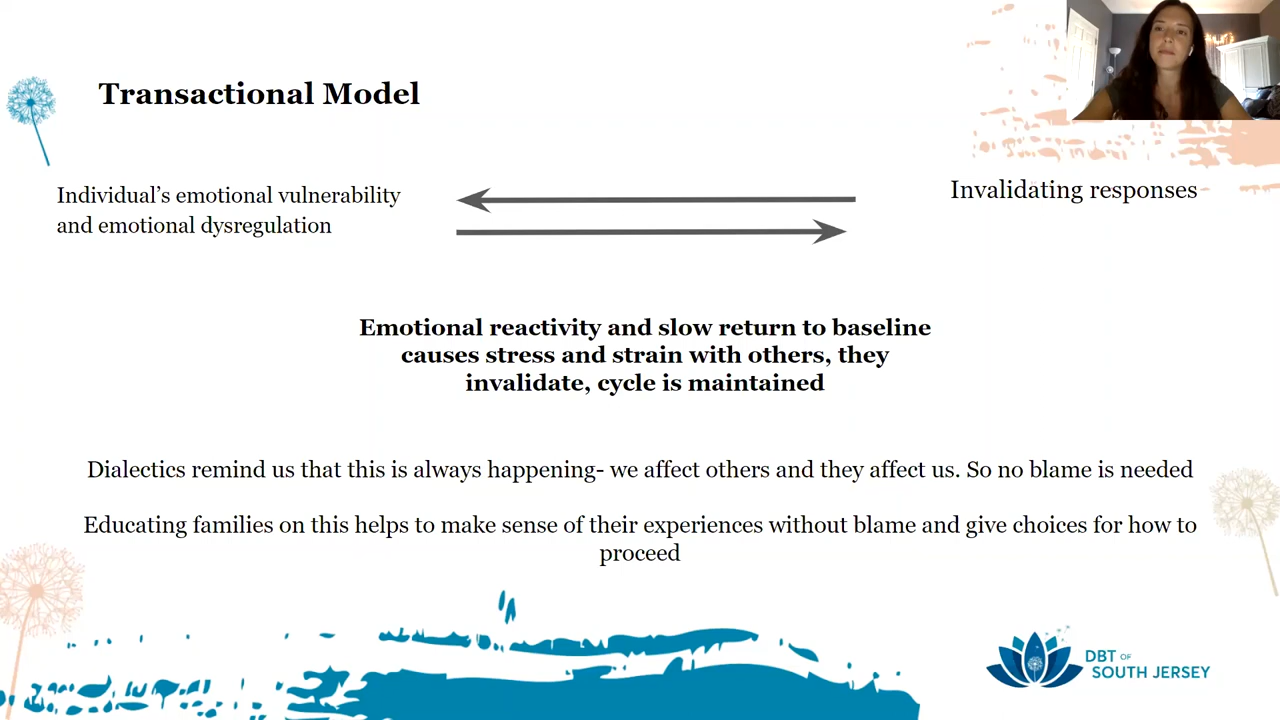 Transactional Model
Individual’s emotional vulnerability
and emotional dysregulation
Invalidating responses
Emotional reactivity and slow return to baseline
causes stress and strain with others, they
invalidate, cycle is maintained
Dialectics remind us that this is always happening- we affect others and they affect us. So no blame is needed
Educating families on this helps to make sense of their experiences without blame and give choices for how to
proceed
DBT OF
SOUTH JERSEY